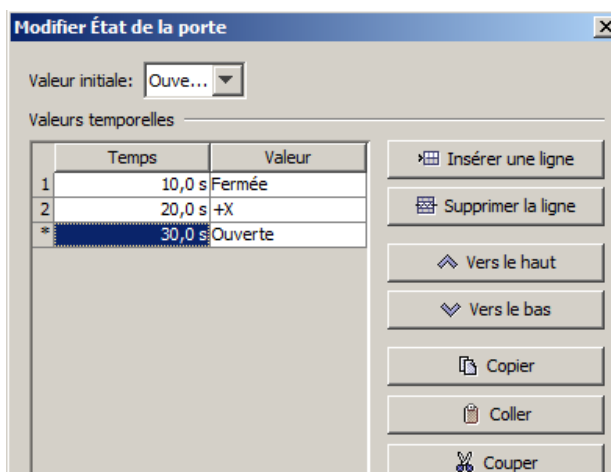 Modifier État de la porte
Valeur initiale: Ouve...
Valeurs temporelles
Temps Valeur
1 10,0 s Fermée
2 20,0 s +X
* 30,0 s Ouverte
Insérer une ligne
Supprimer la ligne
Vers le haut
Vers le bas
Copier
Coller
Couper